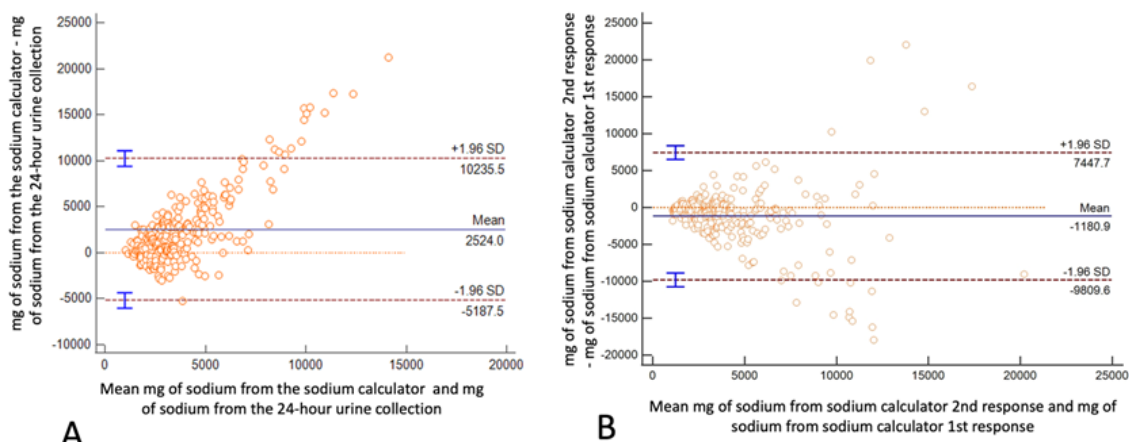 mg of sodium from the sodium calculator - mg
of sodium from the 24-hour urine collection
25000
20000
15000
10000
5000
0
-5000
-10000
+1.96 SD
10235.5
Mean
2524.0
-1.96 SD
-5187.5
0
5000
10000
15000
20000
Mean mg of sodium from the sodium calculator and mg
of sodium from the 24-hour urine collection
A
mg of sodium from sodium calculator 2nd response
- mg of sodium from sodium calculator 1st response
25000
20000
15000
10000
5000
0
-5000
-10000
-15000
-20000
+1.96 SD
7447.7
Mean
-1180.9
-1.96 SD
-9809.6
0
5000
10000
15000
20000
25000
Mean mg of sodium from sodium calculator 2nd response and mg of
sodium from sodium calculator 1st response
B